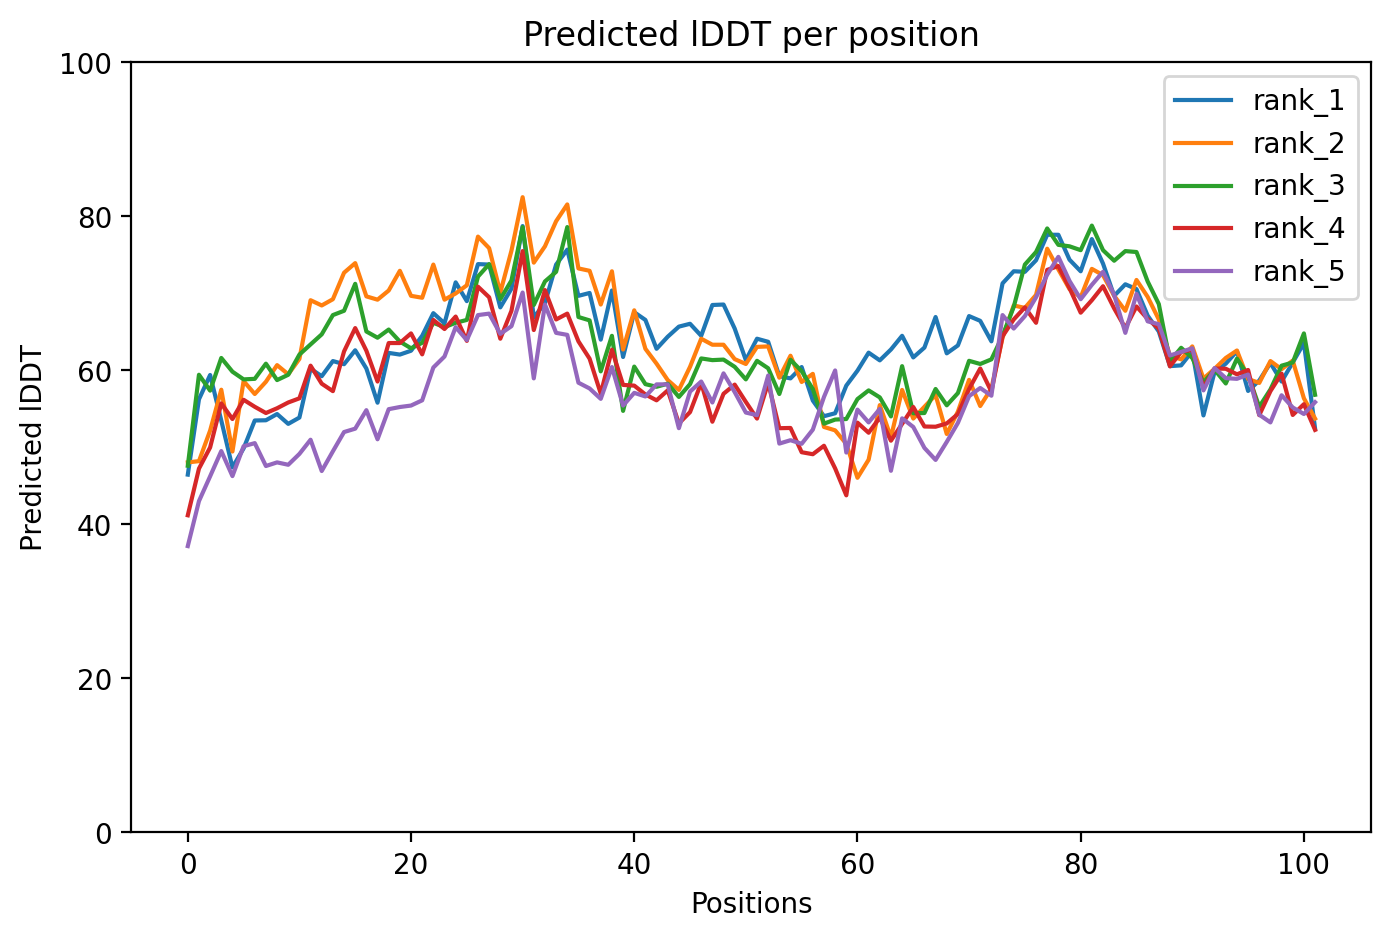 Predicted lDDT per position
100
80
60
40
20
0
Predicted lDDT
0 20 40 60 80 100
Positions
rank_1
rank_2
rank_3
rank_4
rank_5